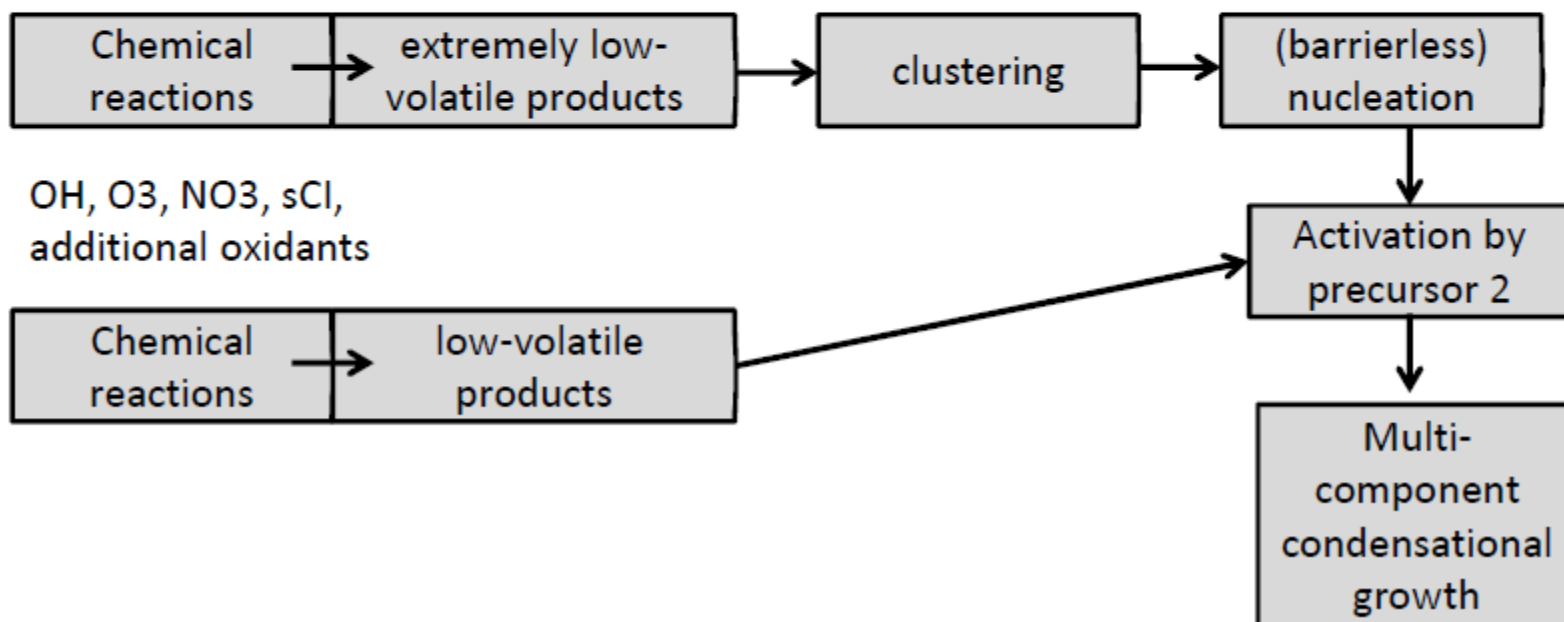 Chemical
reactions
extremely low-
volatile products
clustering
(barrierless)
nucleation
OH, O3, NO3, sCI,
additional oxidants
Activation by
precursor 2
Chemical
reactions
low-volatile
products
Multi-
component
condensational
growth